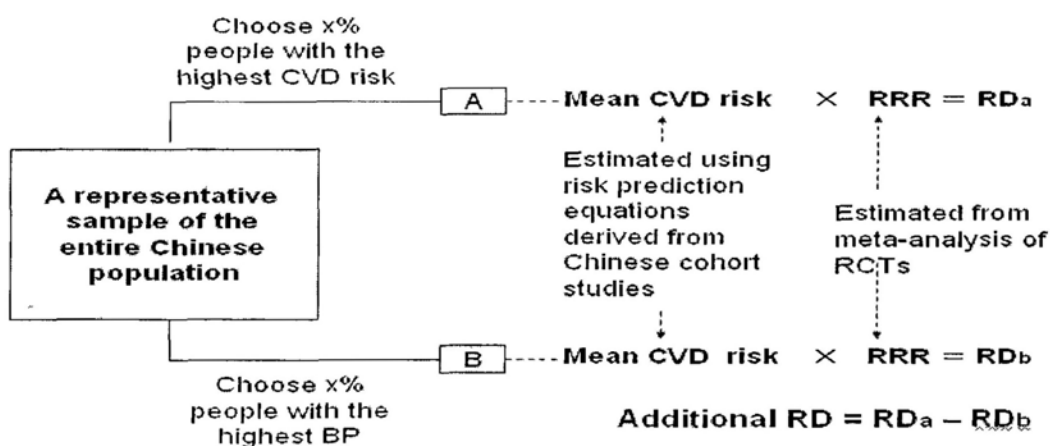 Choose x%
people with the
highest CVD risk
A
Mean CVD risk × RRR = RDa
A representative
sample of the
entire Chinese
population
Estimated using
risk prediction
equations
derived from
Chinese cohort
studies
Estimated from
meta-analysis of
RCTs
B
Mean CVD risk × RRR = RDb
Choose x%
people with the
highest BP
Additional RD = RDa – RDb